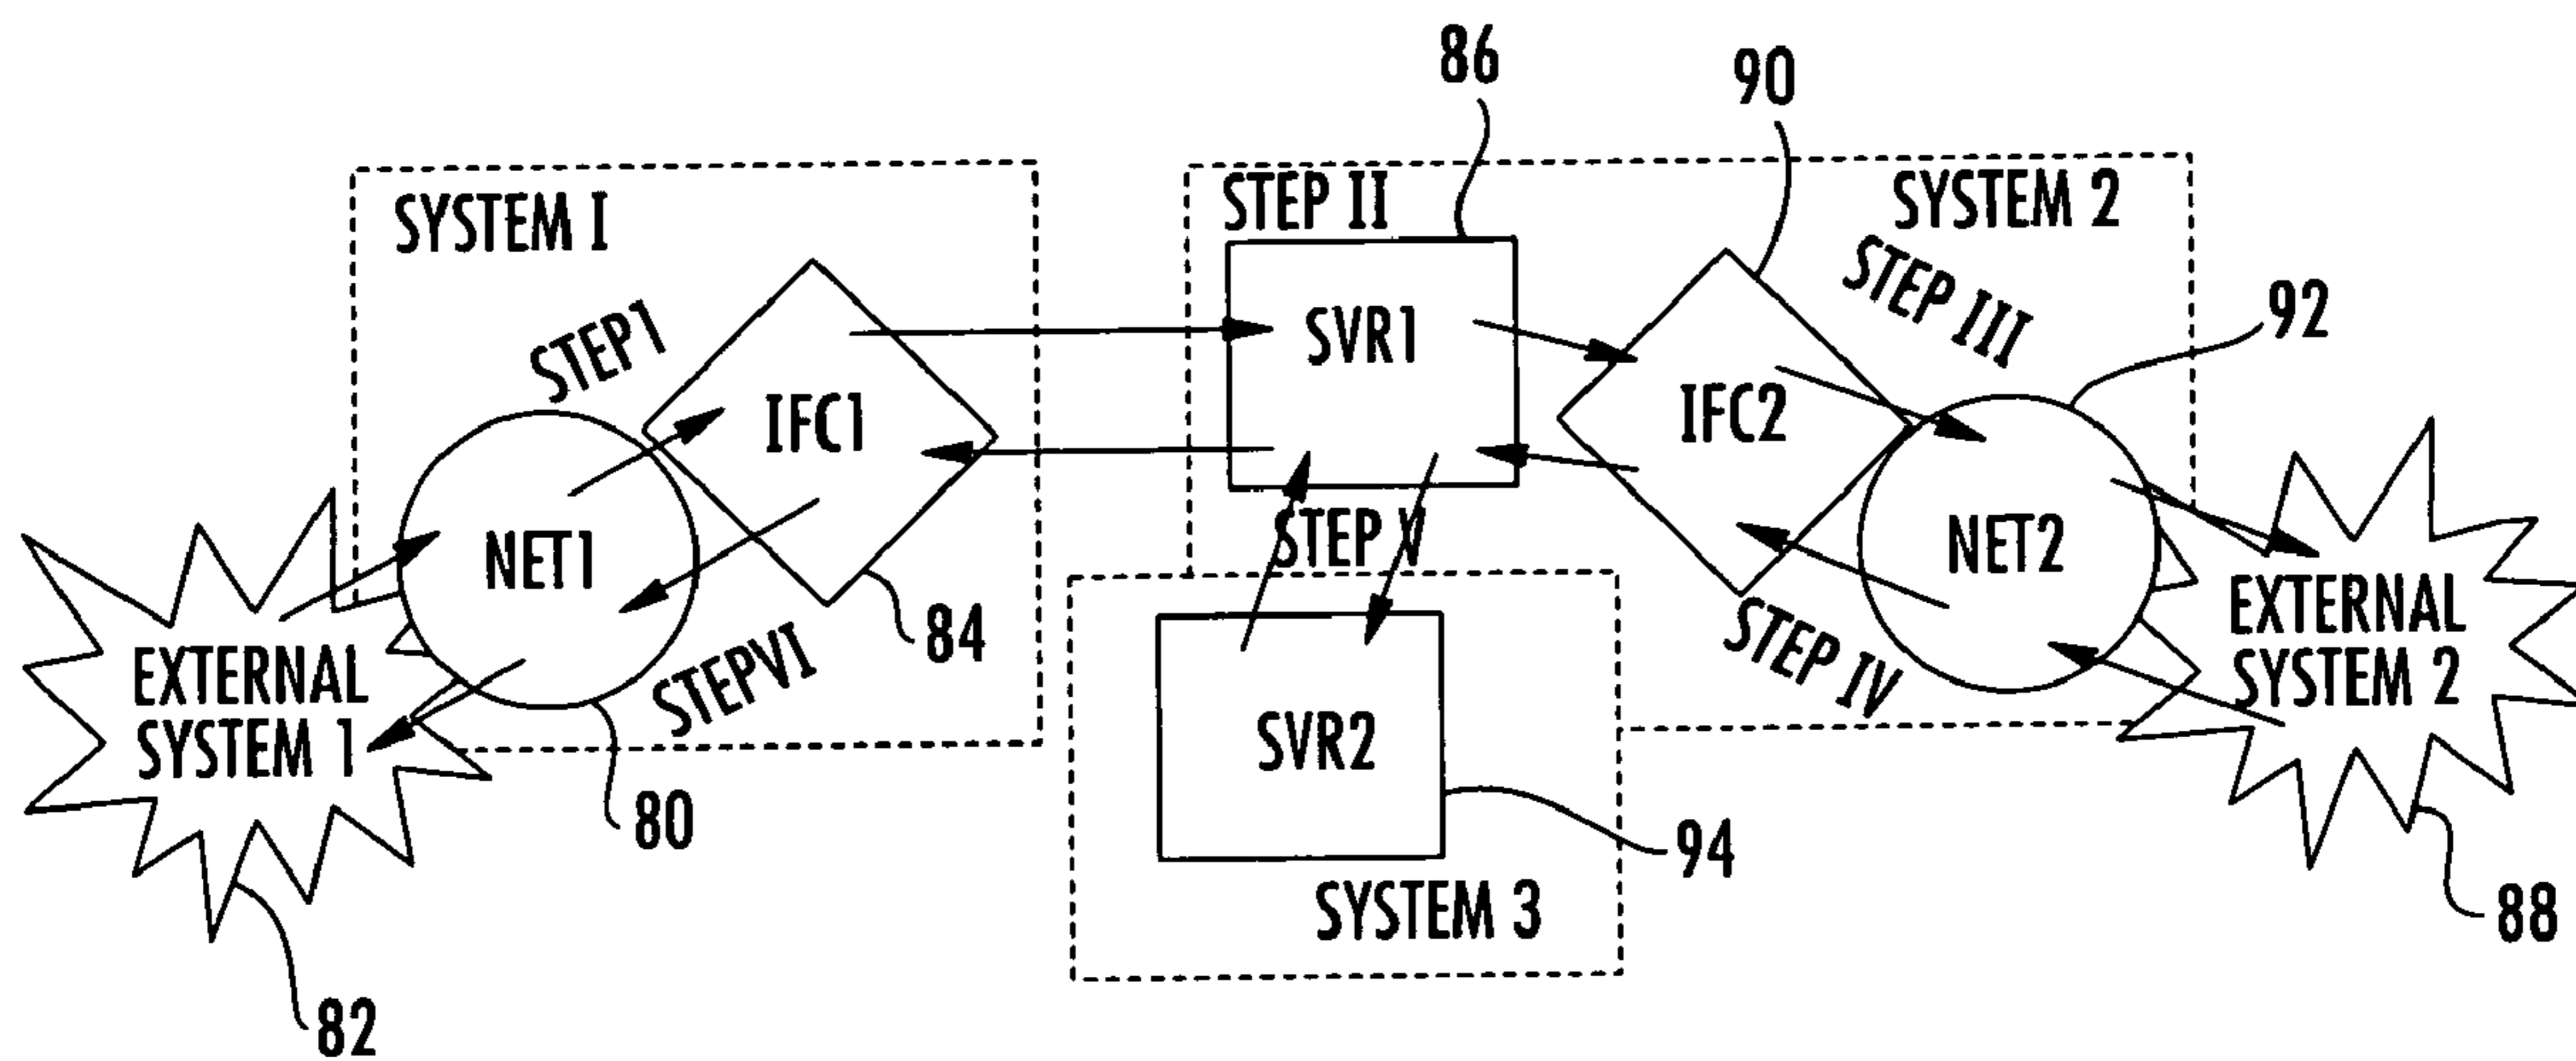 86
90
SYSTEM I
STEP II
SYSTEM 2
STEP1
STEP III
92
SVR1
IFC1
IFC2
NET1
STEP V
NET2
EXTERNAL
SYSTEM 1
EXTERNAL
SYSTEM 2
84
STEPVI
STEP IV
SVR2
80
94
SYSTEM 3
88
82